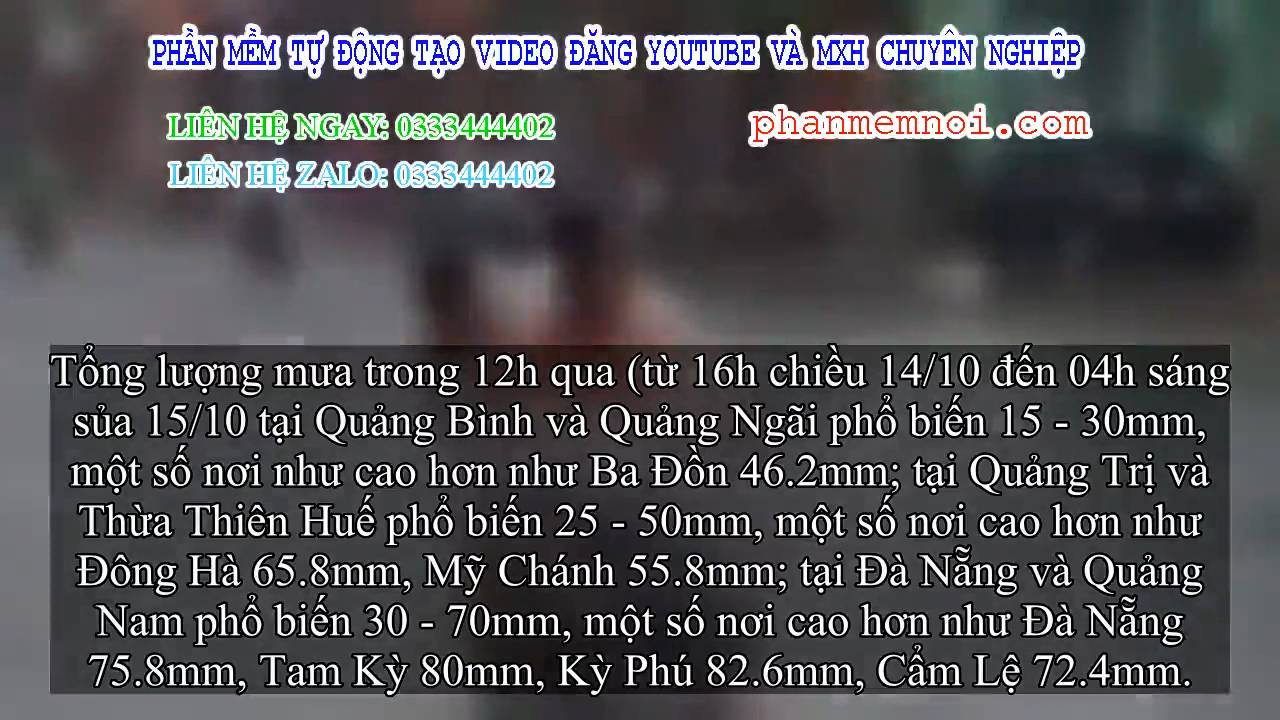 PHẦN MỀM TỰ ĐỘNG TẠO VIDEO ĐĂNG YOUTUBE VÀ MXH CHUYÊN NGHIỆP
LIÊN HỆ NGAY: 0333444402
phanmemnoi.com
LIÊN HỆ ZALO: 0333444402
Tổng lượng mưa trong 12h qua (từ 16h chiều 14/10 đến 04h sáng
sủa 15/10 tại Quảng Bình và Quảng Ngãi phổ biến 15 - 30mm,
một số nơi như cao hơn như Ba Đồn 46.2mm; tại Quảng Trị và
Thừa Thiên Huế phổ biến 25 - 50mm, một số nơi cao hơn như
Đông Hà 65.8mm, Mỹ Chánh 55.8mm; tại Đà Nẵng và Quảng
Nam phổ biến 30 - 70mm, một số nơi cao hơn như Đà Nẵng
75.8mm, Tam Kỳ 80mm, Kỳ Phú 82.6mm, Cẩm Lệ 72.4mm.